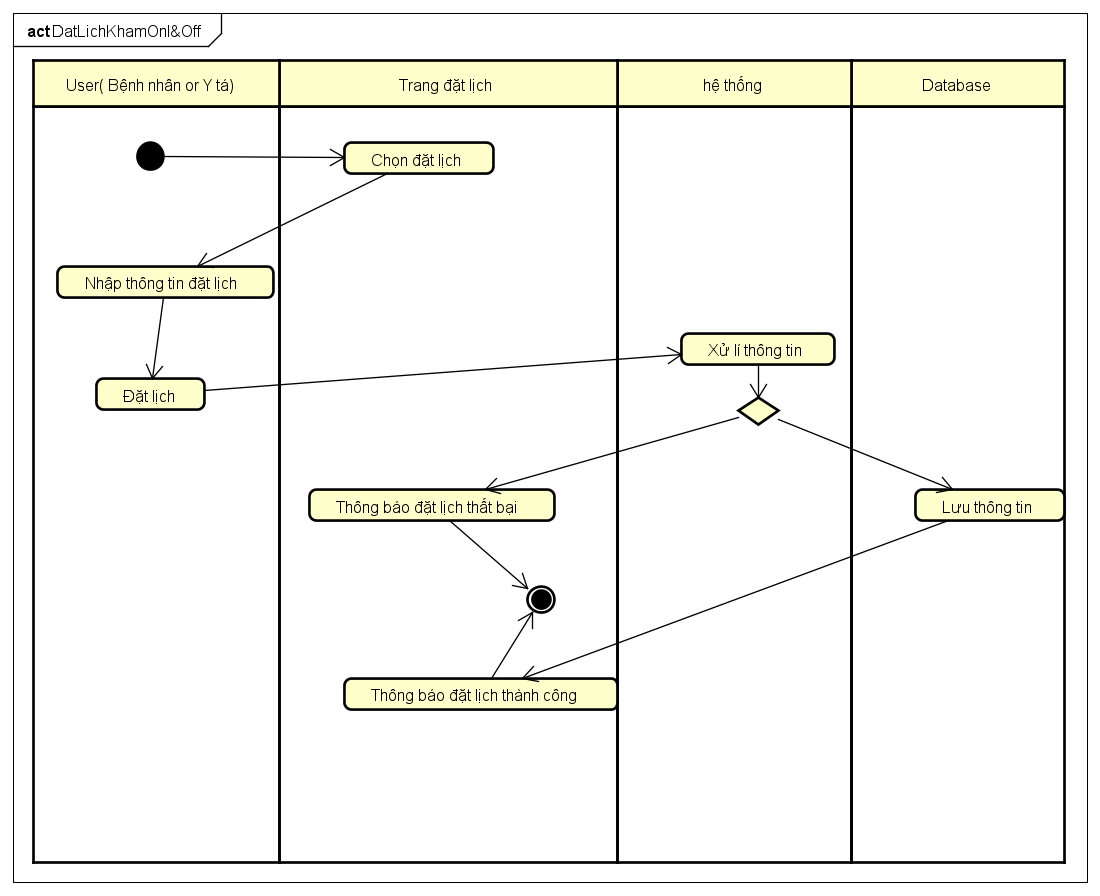 act DatLichKhamOnl&Off
User( Bệnh nhân or Y tá)
Trang đặt lịch
hệ thống
Database
Chọn đặt lịch
Nhập thông tin đặt lịch
Xử lí thông tin
Đặt lịch
Thông báo đặt lịch thất bại
Lưu thông tin
Thông báo đặt lịch thành công